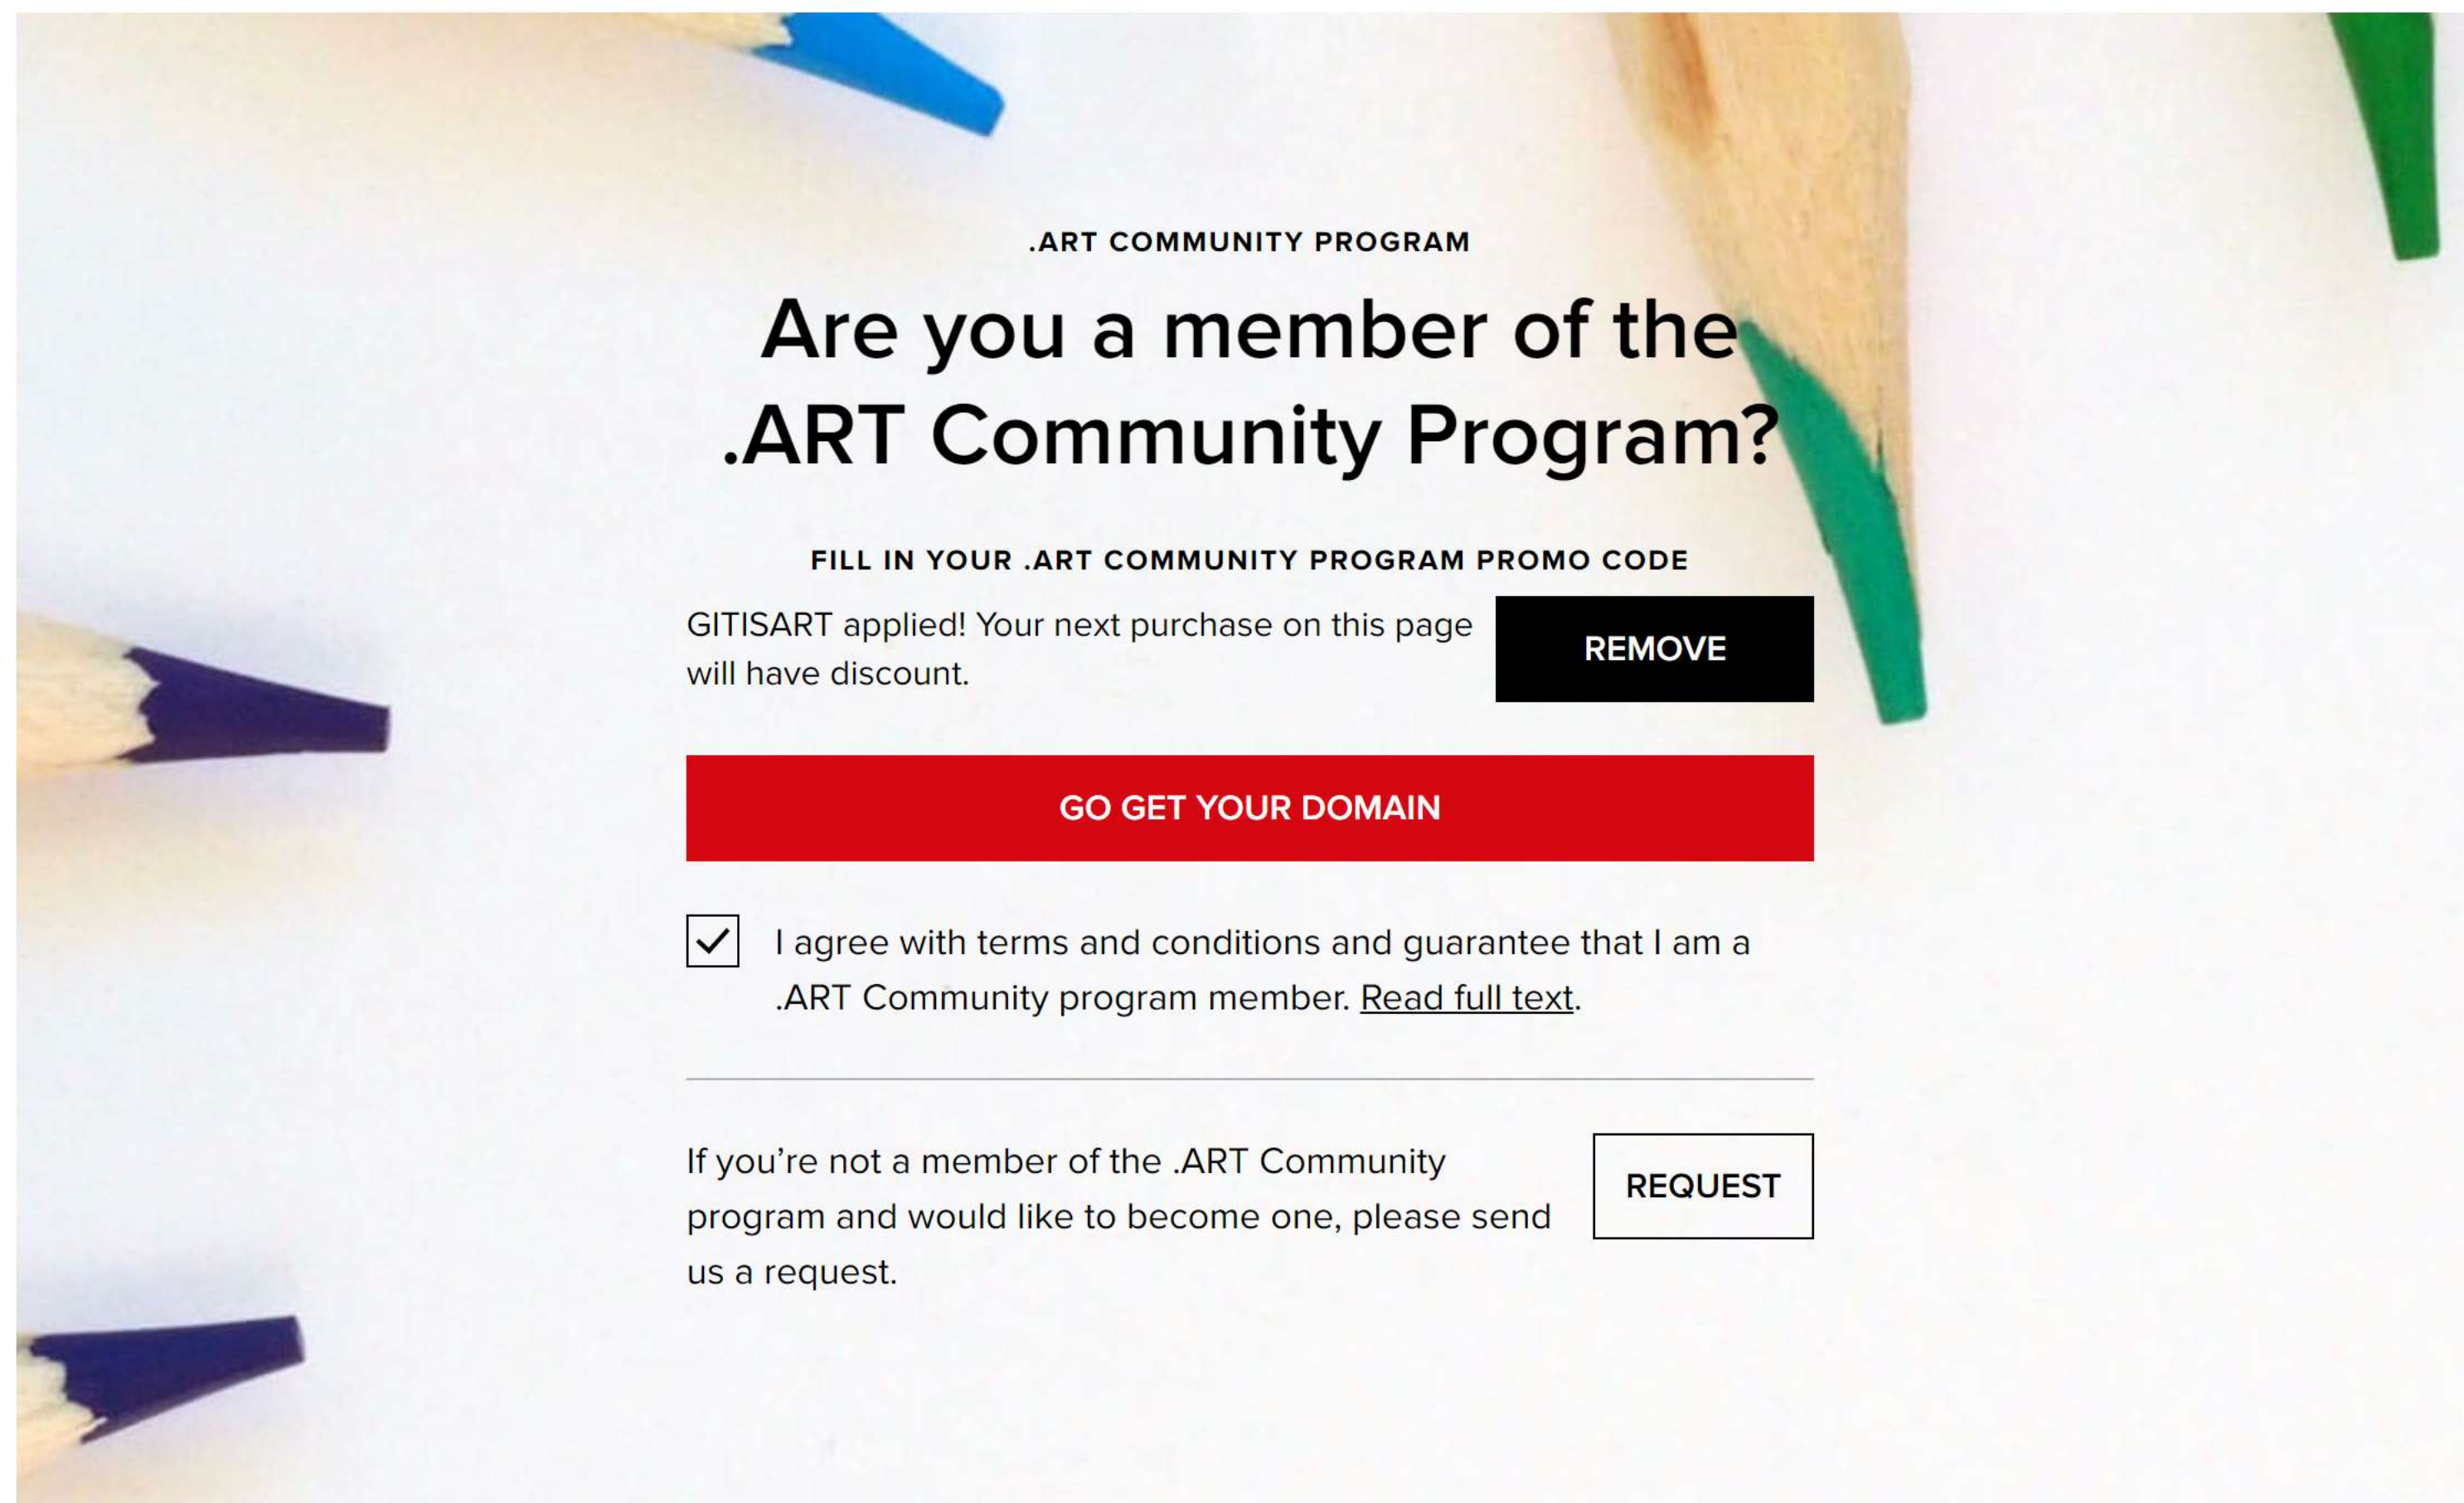 .ART COMMUNITY PROGRAM
Are you a member of the
.ART Community Program?
FILL IN YOUR .ART COMMUNITY PROGRAM PROMO CODE
GITISART applied! Your next purchase on this page
will have discount.
REMOVE
GO GET YOUR DOMAIN
I agree with terms and conditions and guarantee that I am a
.ART Community program member. Read full text.
If you’re not a member of the .ART Community
program and would like to become one, please send
us a request.
REQUEST